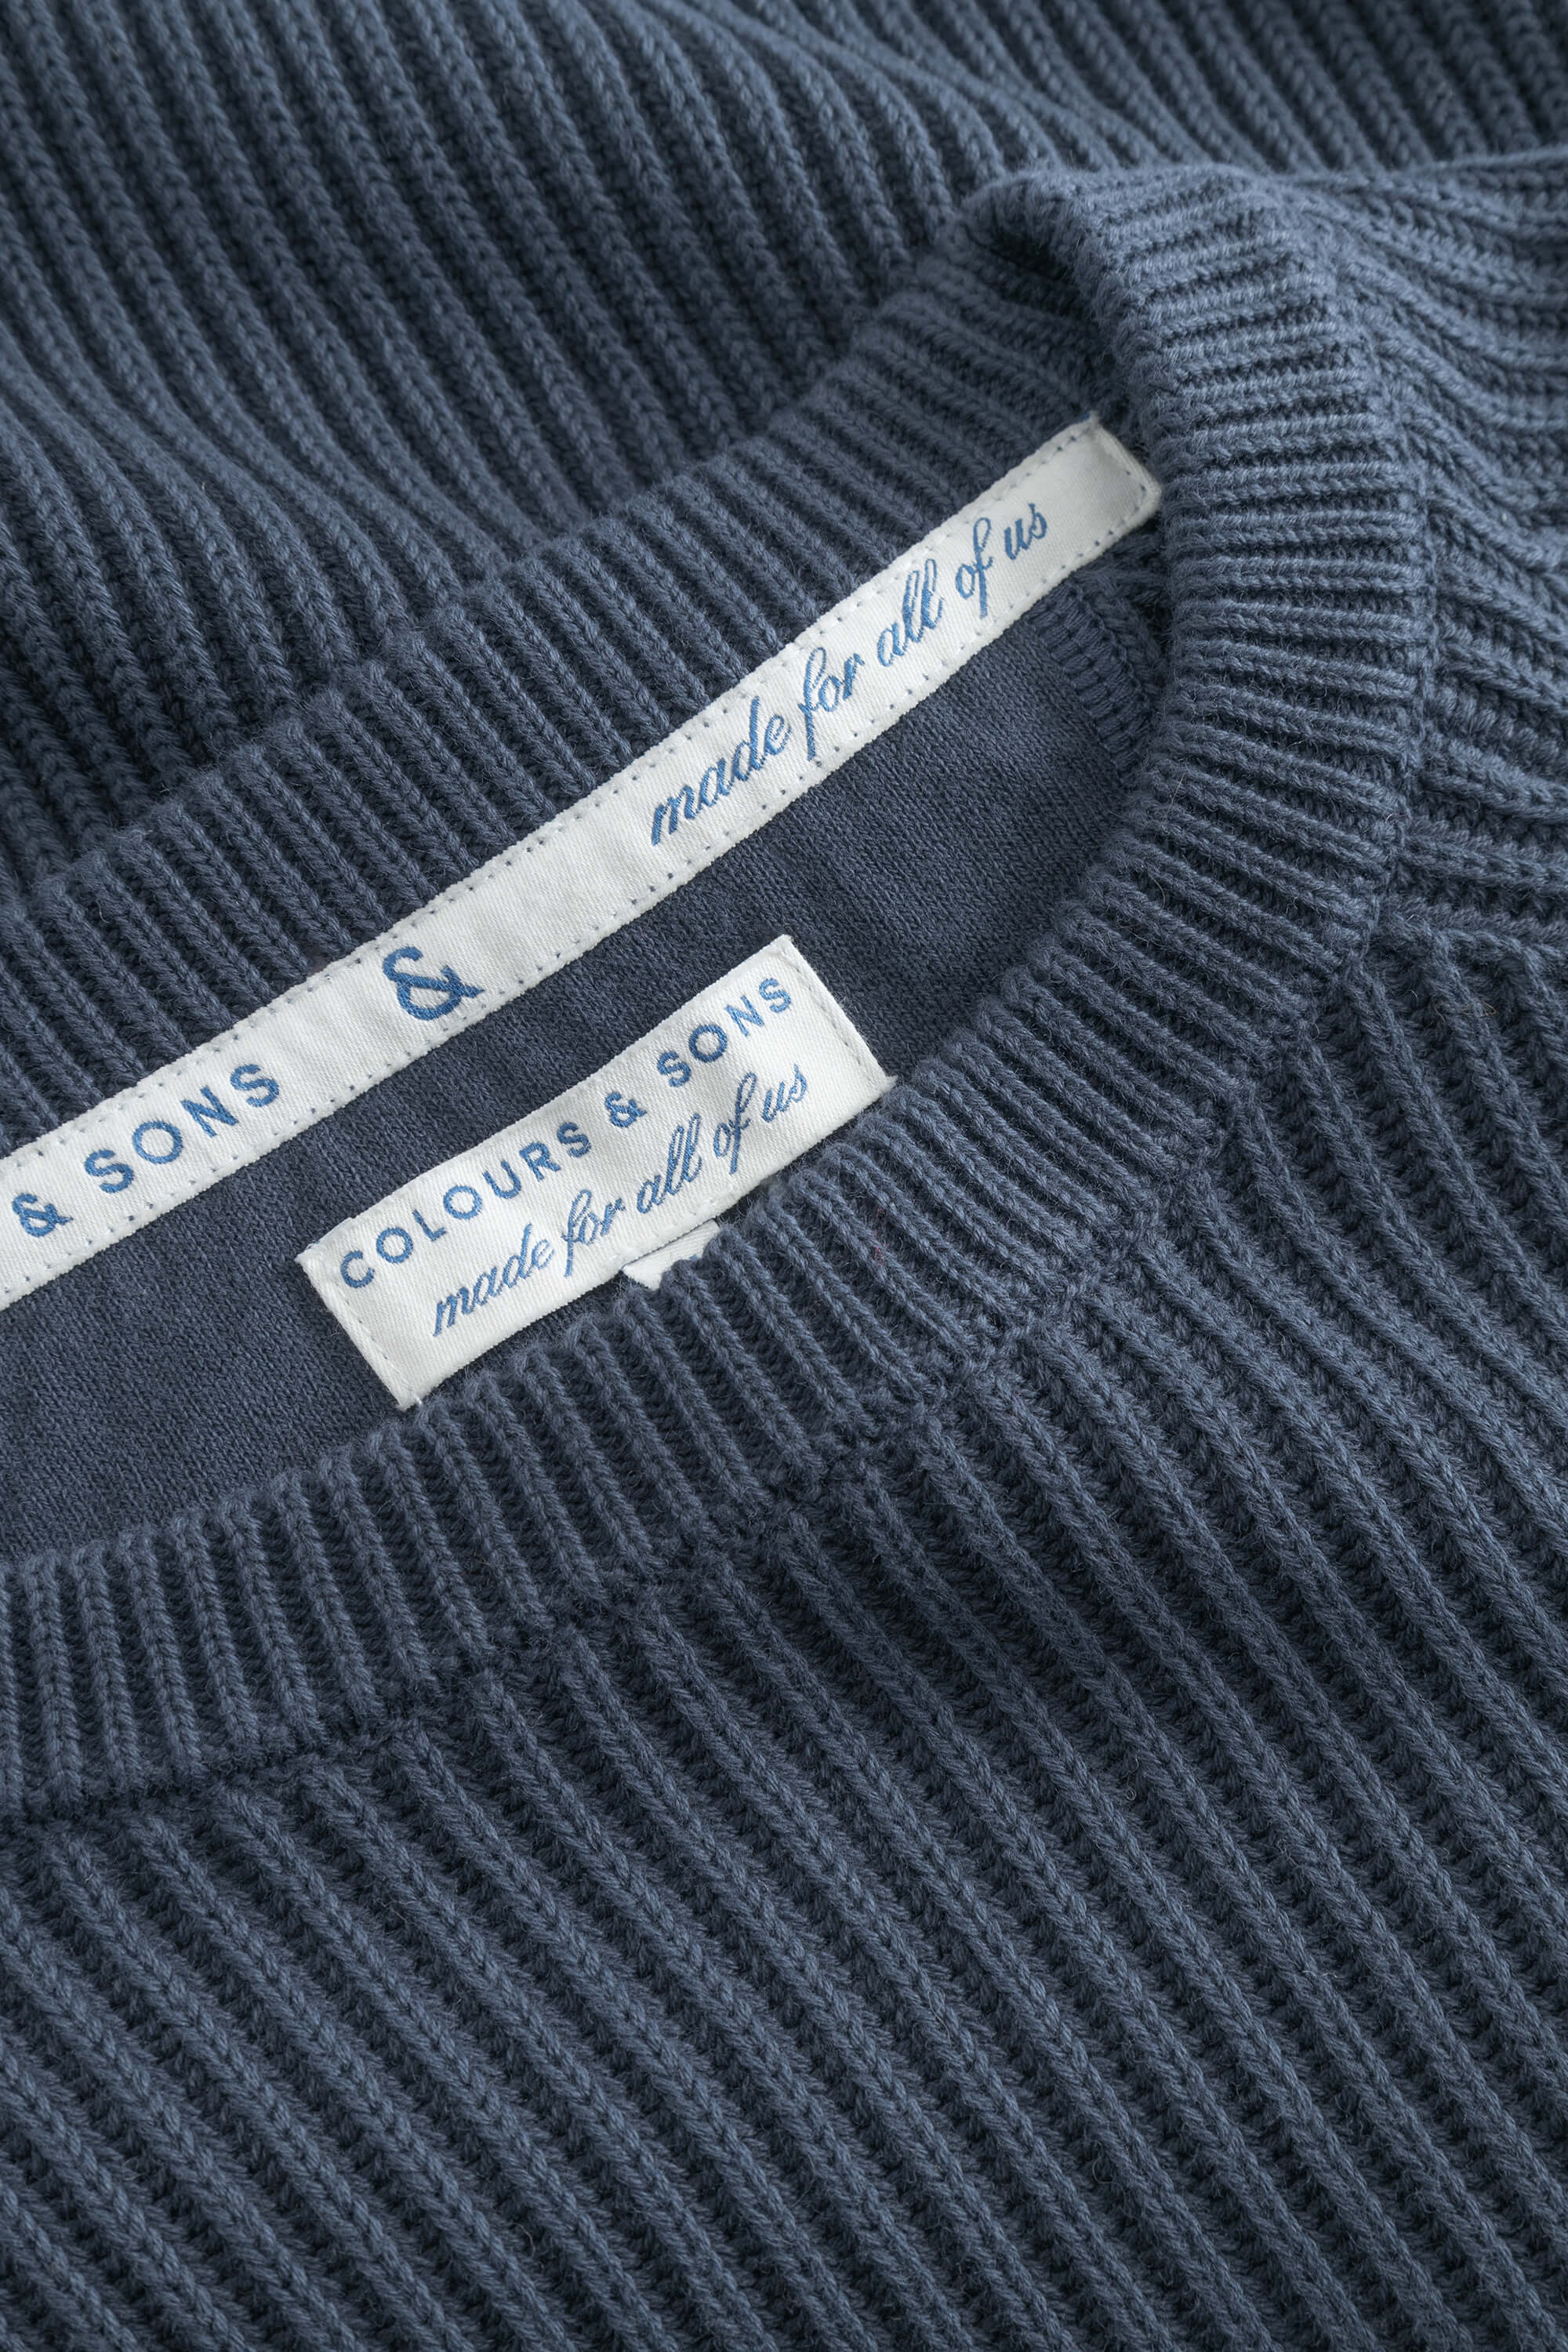 & SONS & made for all of us
COLOURS & SONS
made for all of us